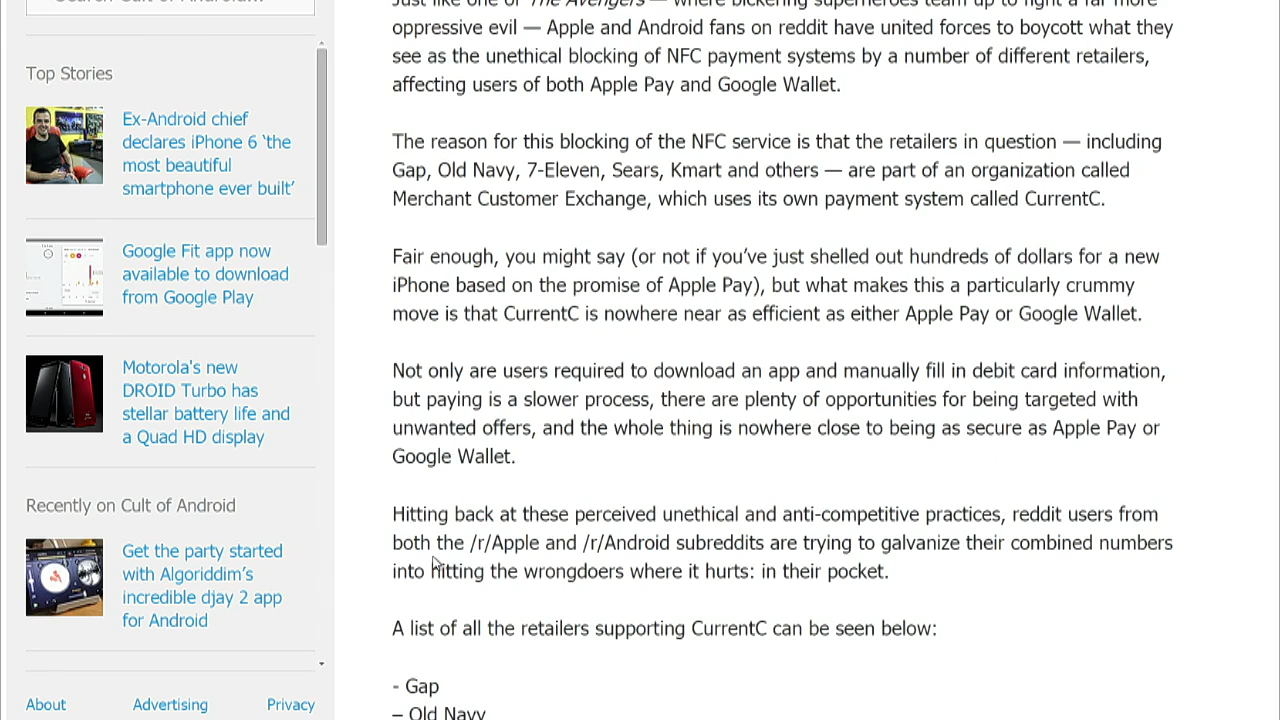 Search Cult of Android...
Top Stories
Ex-Android chief
declares iPhone 6 ‘the
most beautiful
smartphone ever built’
Google Fit app now
available to download
from Google Play
Motorola's new
DROID Turbo has
stellar battery life and
a Quad HD display
Recently on Cult of Android
Get the party started
with Algoriddim’s
incredible djay 2 app
for Android
About
Advertising
Privacy
Just like one of The Avengers — where bickering superheroes team up to fight a far more
oppressive evil — Apple and Android fans on reddit have united forces to boycott what they
see as the unethical blocking of NFC payment systems by a number of different retailers,
affecting users of both Apple Pay and Google Wallet.
The reason for this blocking of the NFC service is that the retailers in question — including
Gap, Old Navy, 7-Eleven, Sears, Kmart and others — are part of an organization called
Merchant Customer Exchange, which uses its own payment system called CurrentC.
Fair enough, you might say (or not if you’ve just shelled out hundreds of dollars for a new
iPhone based on the promise of Apple Pay), but what makes this a particularly crummy
move is that CurrentC is nowhere near as efficient as either Apple Pay or Google Wallet.
Not only are users required to download an app and manually fill in debit card information,
but paying is a slower process, there are plenty of opportunities for being targeted with
unwanted offers, and the whole thing is nowhere close to being as secure as Apple Pay or
Google Wallet.
Hitting back at these perceived unethical and anti-competitive practices, reddit users from
both the /r/Apple and /r/Android subreddits are trying to galvanize their combined numbers
into hitting the wrongdoers where it hurts: in their pocket.
A list of all the retailers supporting CurrentC can be seen below:
- Gap
– Old Navy